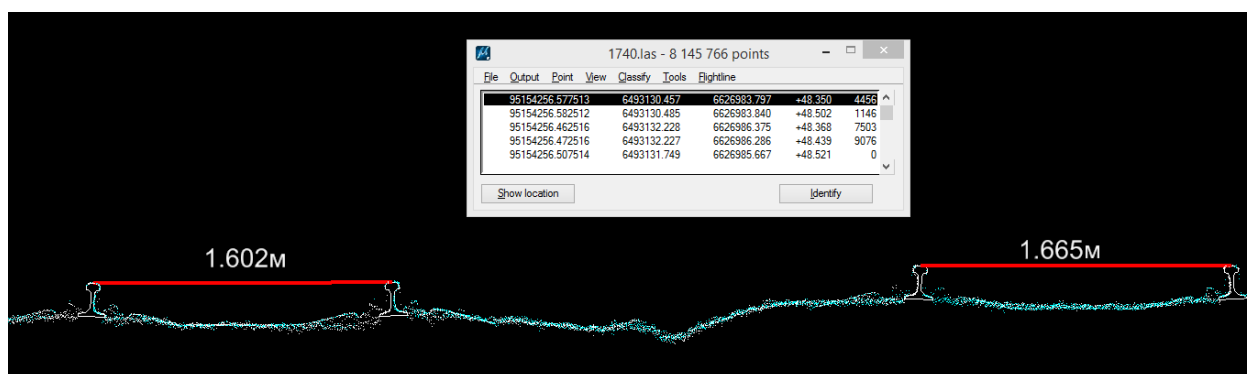 1740.las - 8 145 766 points
File Output Point View Classify Tools Flightline
95154256.577513 6493130.457 6626983.797 +48.350 4456
95154256.582512 6493130.485 6626983.840 +48.502 1146
95154256.462516 6493132.228 6626986.375 +48.368 7503
95154256.472516 6493132.227 6626986.286 +48.439 9076
95154256.507514 6493131.749 6626985.667 +48.521 0
Show location Identify
1.602м
1.665м